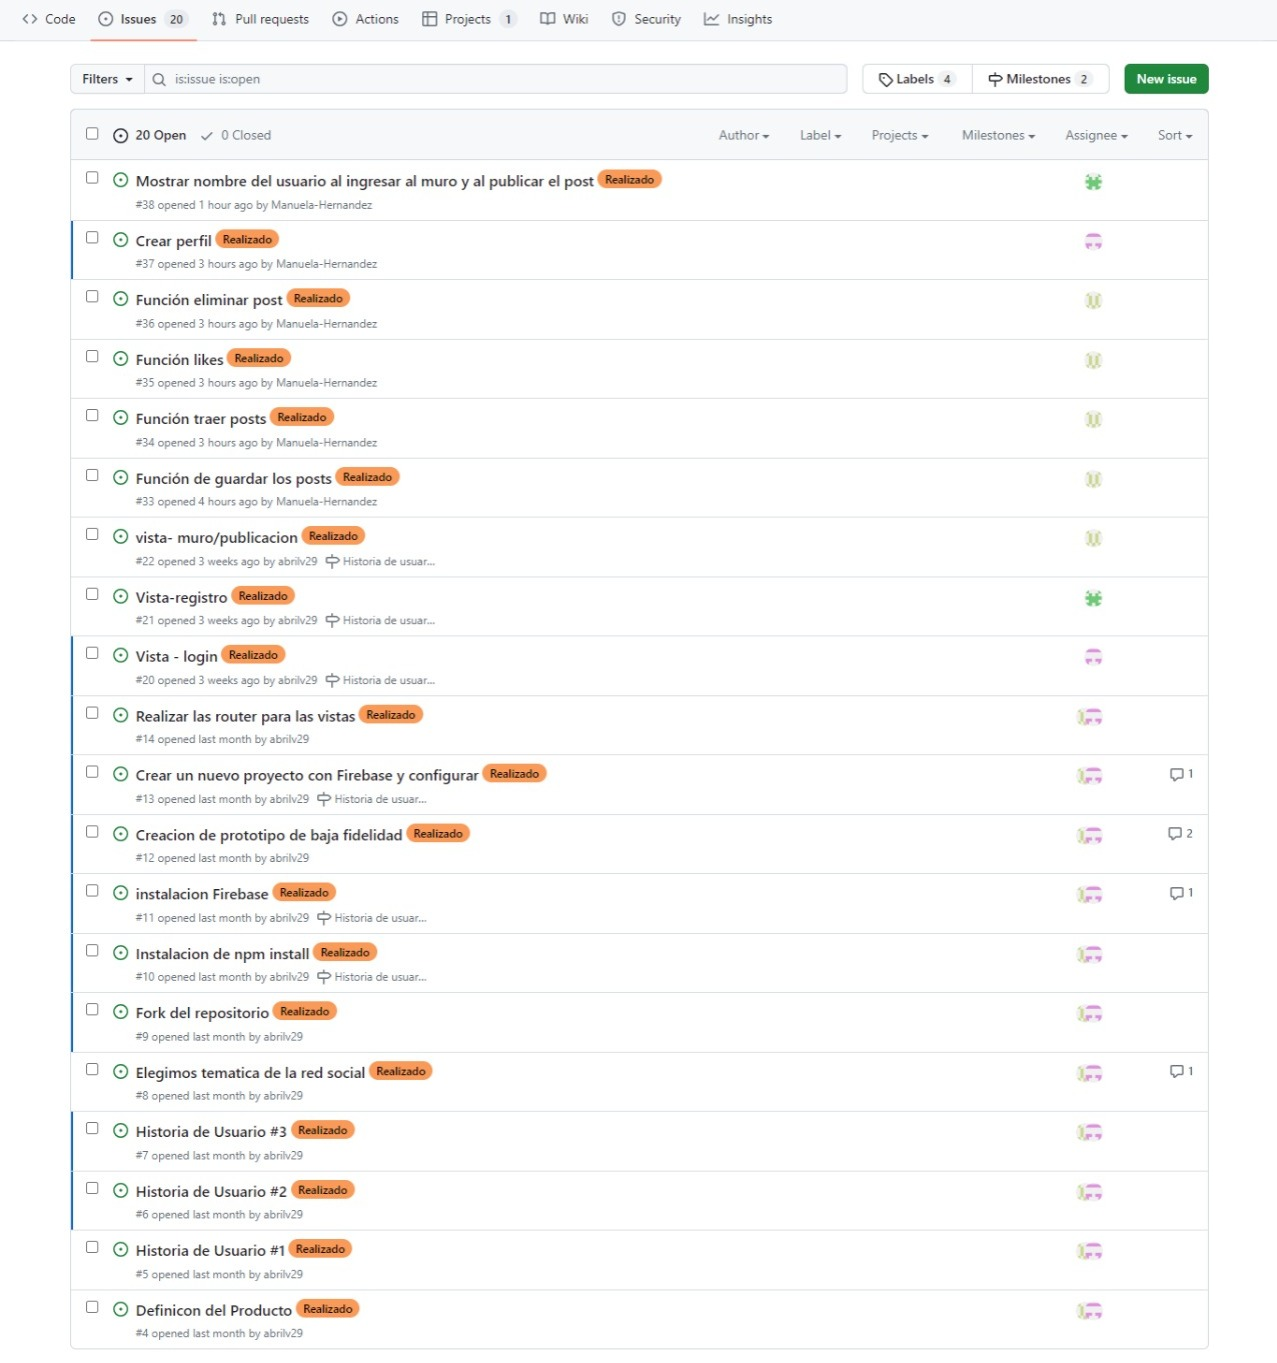 Code Issues 20 Pull requests Actions Projects 1 Wiki Security Insights
Filters is:issue is:open Labels 4 Milestones 2 New issue
20 Open 0 Closed Author Label Projects Milestones Assignee Sort
Mostrar nombre del usuario al ingresar al muro y al publicar el post Realizado
#38 opened 1 hour ago by Manuela-Hernandez
Crear perfil Realizado
#37 opened 3 hours ago by Manuela-Hernandez
Función eliminar post Realizado
#36 opened 3 hours ago by Manuela-Hernandez
Función likes Realizado
#35 opened 3 hours ago by Manuela-Hernandez
Función traer posts Realizado
#34 opened 3 hours ago by Manuela-Hernandez
Función de guardar los posts Realizado
#33 opened 4 hours ago by Manuela-Hernandez
vista- muro/publicacion Realizado
#22 opened 3 weeks ago by abrilv29 Historia de usuar...
Vista-registro Realizado
#21 opened 3 weeks ago by abrilv29 Historia de usuar...
Vista - login Realizado
#20 opened 3 weeks ago by abrilv29 Historia de usuar...
Realizar las router para las vistas Realizado
#14 opened last month by abrilv29
Crear un nuevo proyecto con Firebase y configurar Realizado 1
#13 opened last month by abrilv29 Historia de usuar...
Creacion de prototipo de baja fidelidad Realizado 2
#12 opened last month by abrilv29
instalacion Firebase Realizado 1
#11 opened last month by abrilv29 Historia de usuar...
Instalacion de npm install Realizado
#10 opened last month by abrilv29 Historia de usuar...
Fork del repositorio Realizado
#9 opened last month by abrilv29
Elegimos tematica de la red social Realizado 1
#8 opened last month by abrilv29
Historia de Usuario #3 Realizado
#7 opened last month by abrilv29
Historia de Usuario #2 Realizado
#6 opened last month by abrilv29
Historia de Usuario #1 Realizado
#5 opened last month by abrilv29
Definicon del Producto Realizado
#4 opened last month by abrilv29